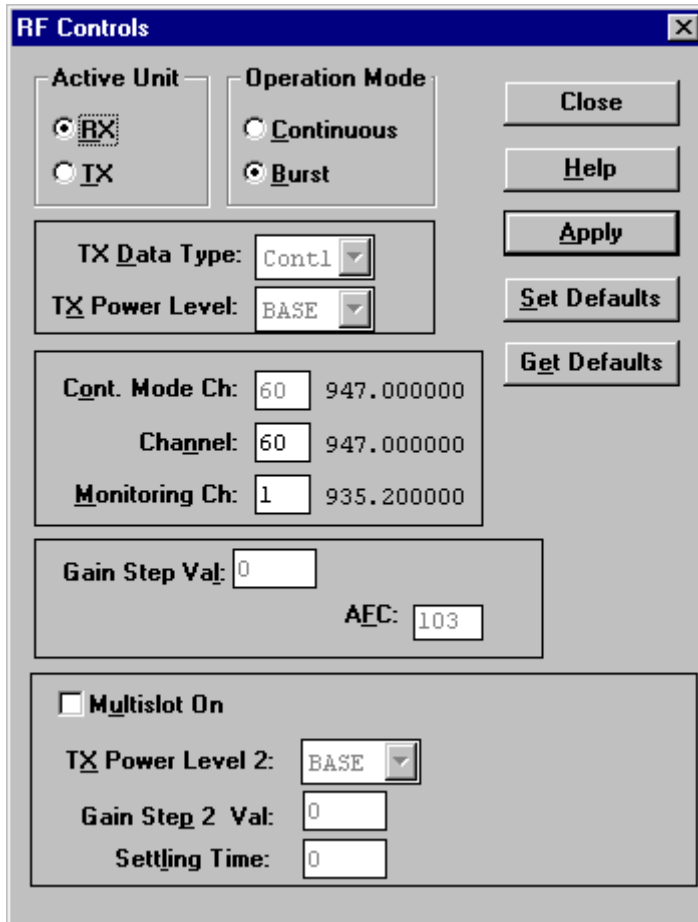 RF Controls
Active Unit
RX
TX
Operation Mode
Continuous
Burst
Close
Help
Apply
Set Defaults
Get Defaults
TX Data Type: Cont1
TX Power Level: BASE
Cont. Mode Ch: 60 947.000000
Channel: 60 947.000000
Monitoring Ch: 1 935.200000
Gain Step Val: 0
AFC: 103
Multislot On
TX Power Level 2: BASE
Gain Step 2 Val: 0
Settling Time: 0